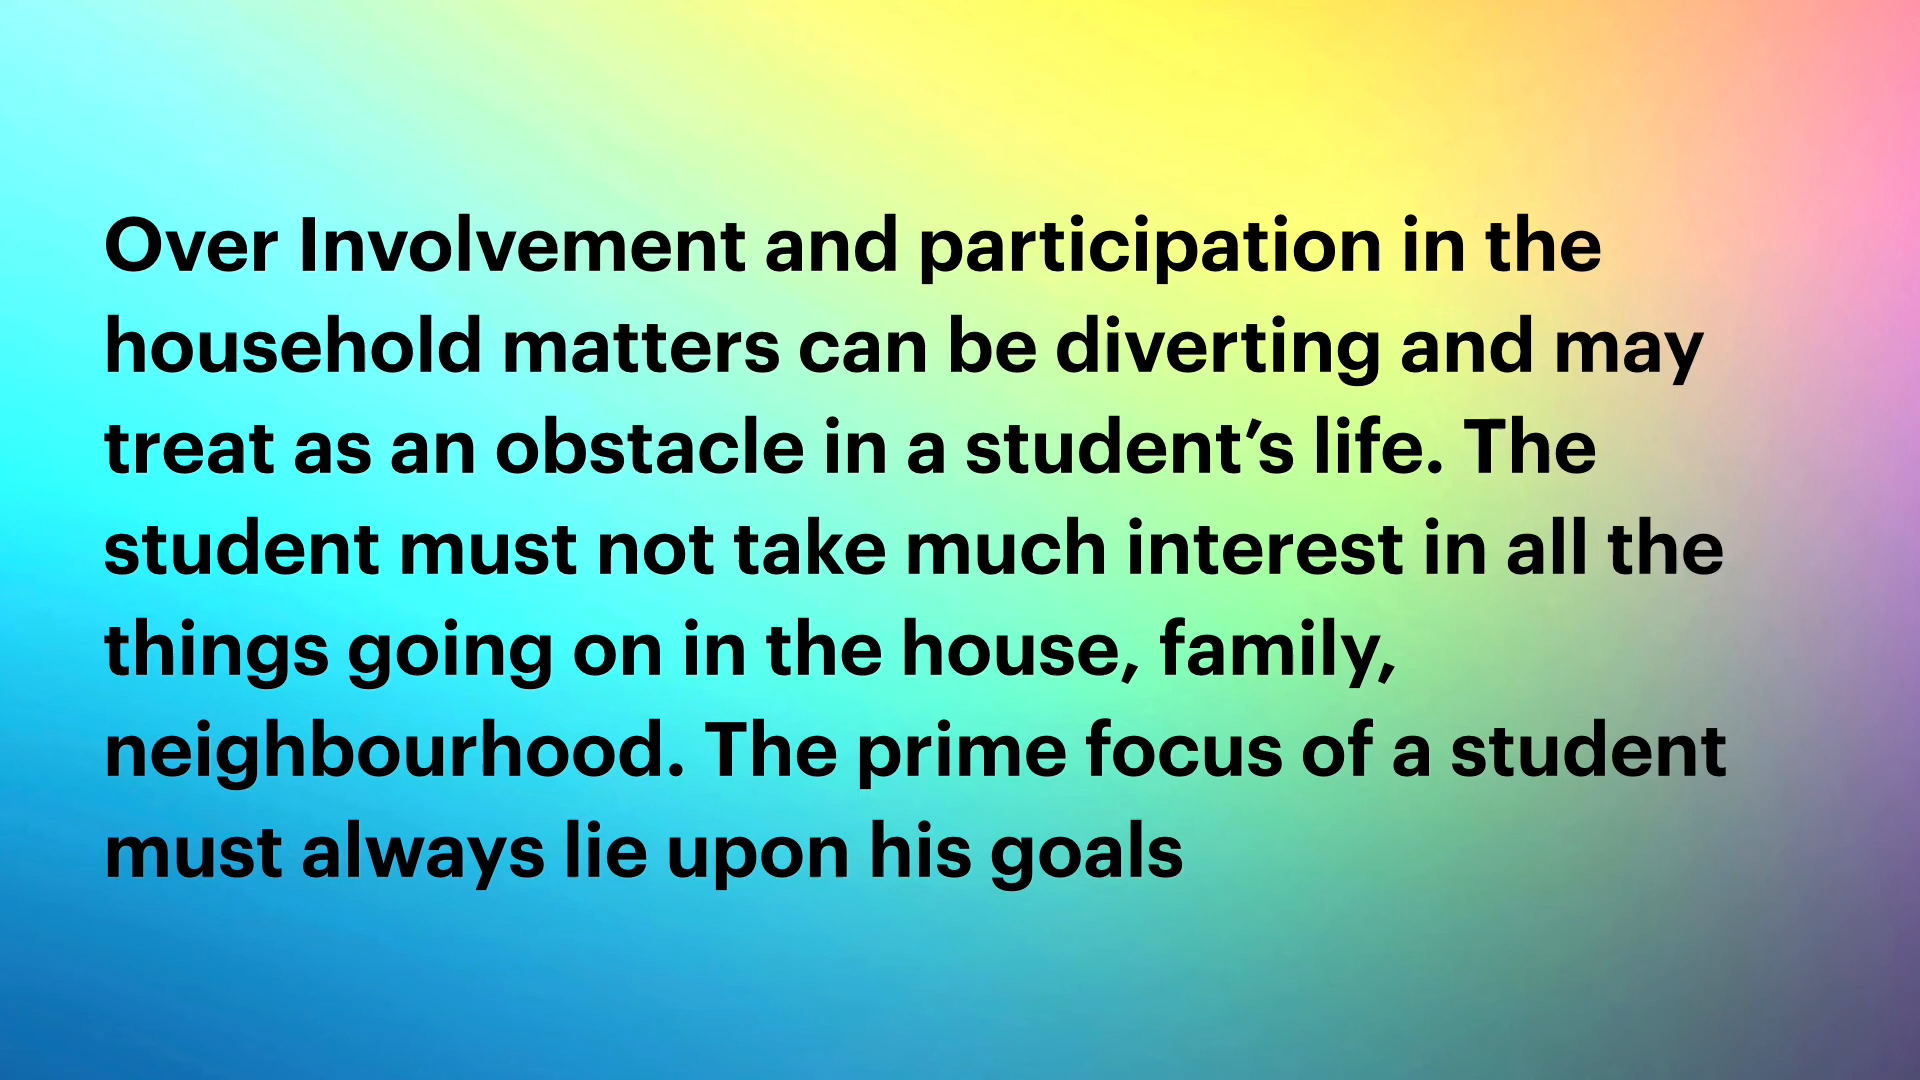 Over Involvement and participation in the
household matters can be diverting and may
treat as an obstacle in a student’s life. The
student must not take much interest in all the
things going on in the house, family,
neighbourhood. The prime focus of a student
must always lie upon his goals